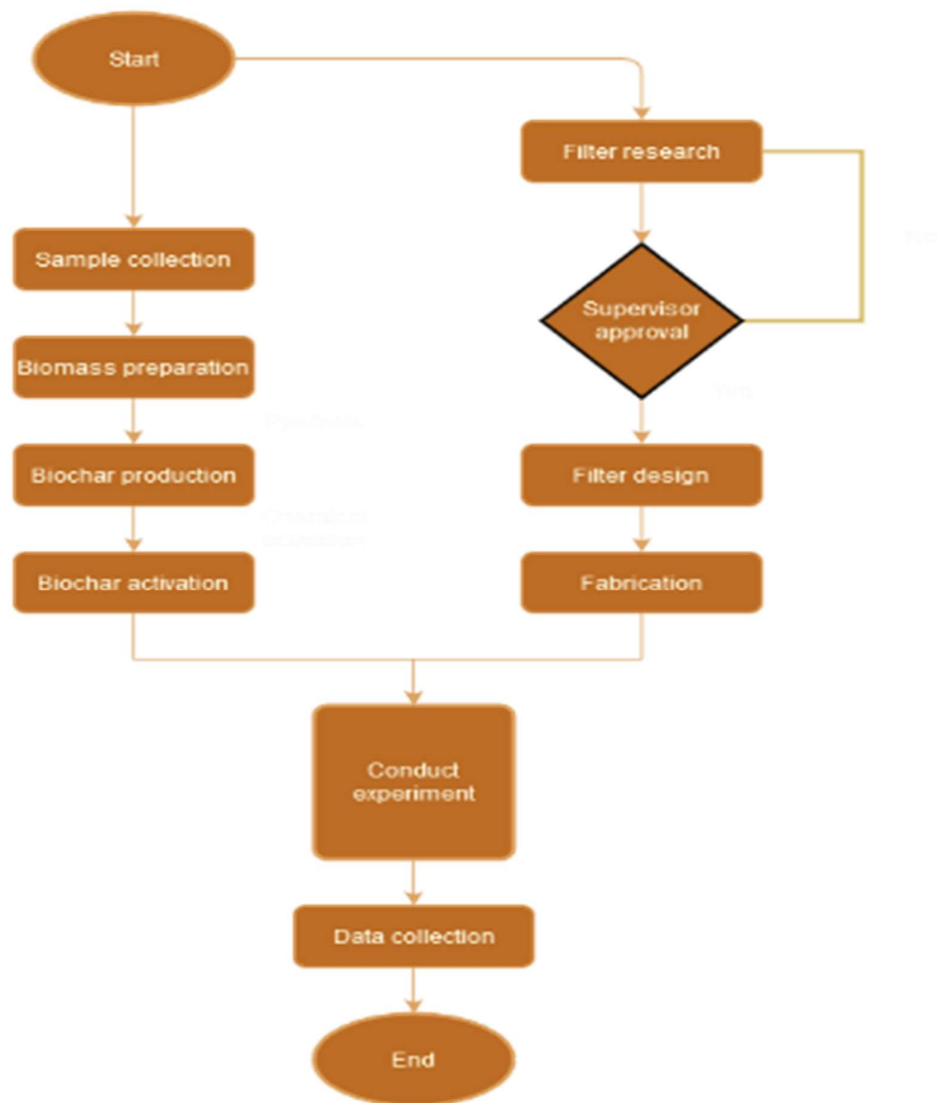 Start
Filter research
Sample collection
Supervisor
approval
Biomass preparation
Yes
Biochar production
Filter design
Biochar activation
Fabrication
Conduct
experiment
Data collection
End